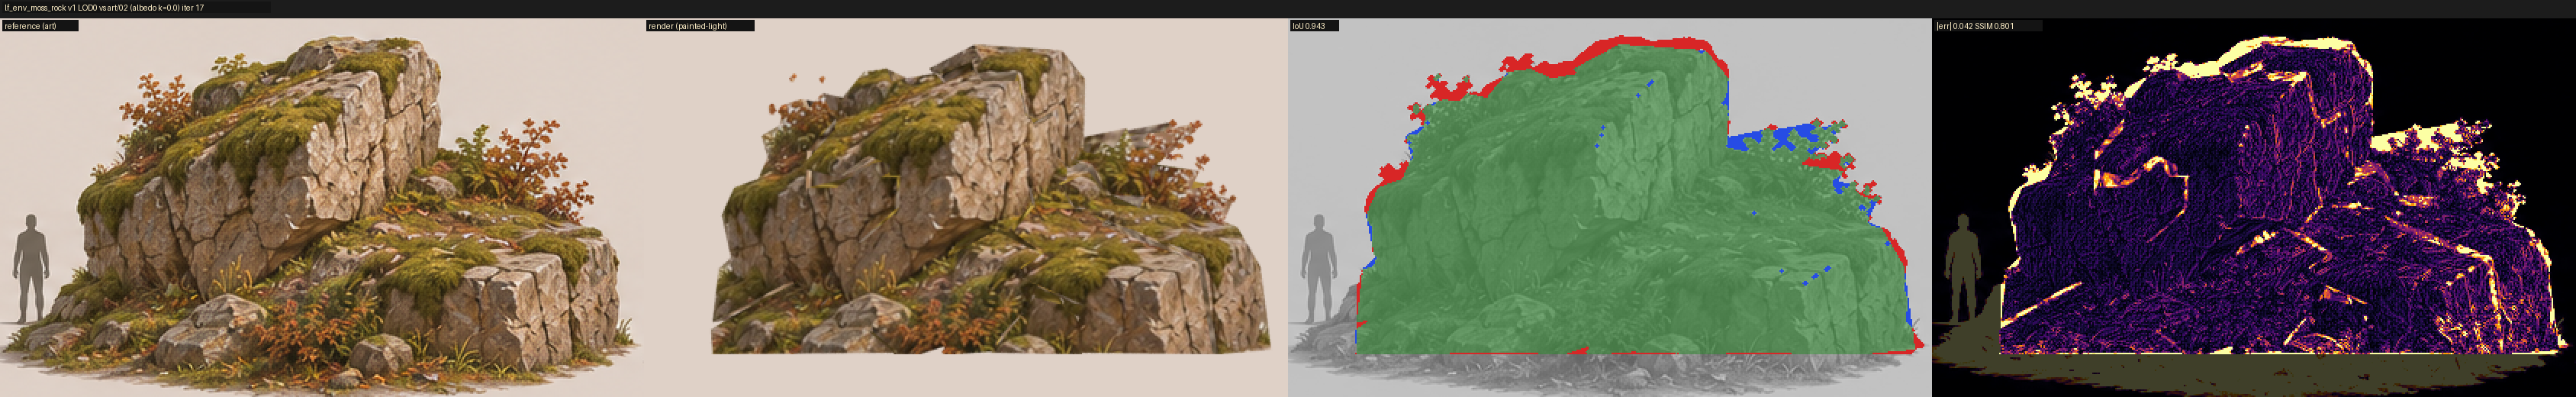 lf_env_moss_rock v1 LOD0 vs art/02 (albedo k=0.0) iter 17
reference (art)
render (painted-light)
IoU 0.943
|err| 0.042 SSIM 0.801